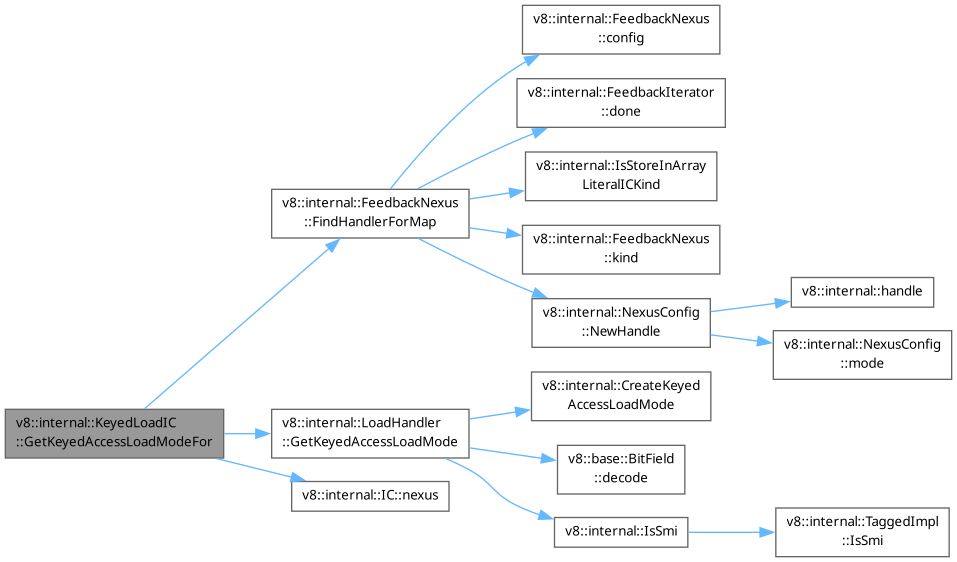 v8::internal::FeedbackNexus
::config
v8::internal::FeedbackIterator
::done
v8::internal::IsStoreInArray
LiteralICKind
v8::internal::FeedbackNexus
::FindHandlerForMap
v8::internal::FeedbackNexus
::kind
v8::internal::NexusConfig
::NewHandle
v8::internal::handle
v8::internal::NexusConfig
::mode
v8::internal::KeyedLoadIC
::GetKeyedAccessLoadModeFor
v8::internal::LoadHandler
::GetKeyedAccessLoadMode
v8::internal::CreateKeyed
AccessLoadMode
v8::base::BitField
::decode
v8::internal::IC::nexus
v8::internal::IsSmi
v8::internal::TaggedImpl
::IsSmi